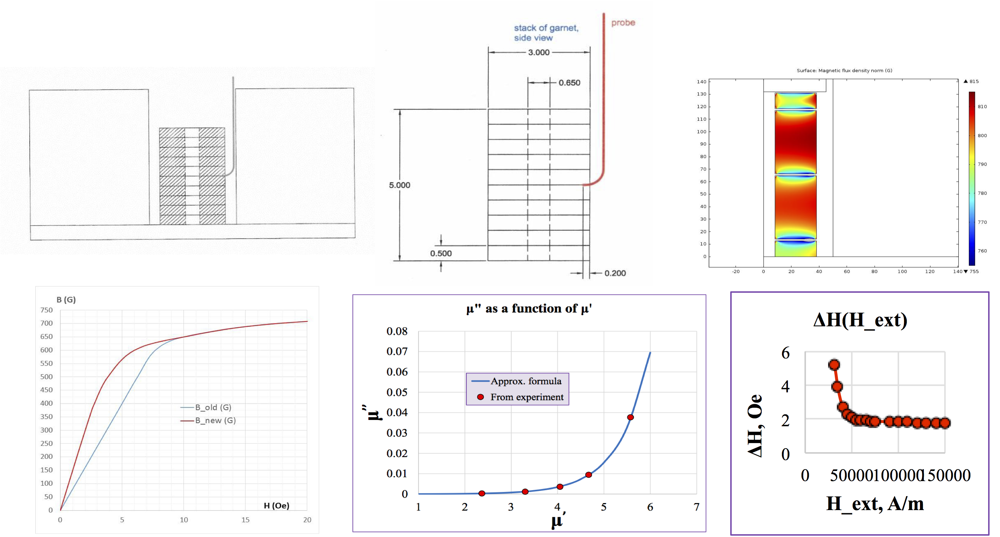 stack of garnet,
side view
probe
3.000
0.650
5.000
0.500
0.200
Surface: Magnetic flux density norm (G)
140
130
120
110
100
90
80
70
60
50
40
30
20
10
0
-20 0 20 40 60 80 100 120 140
▲ 815
810
800
790
780
770
760
▼ 755
B (G)
750
700
650
600
550
500
450
400
350
300
250
200
150
100
50
0
B_old (G)
B_new (G)
H (Oe)
0 5 10 15 20
μ" as a function of μ'
0.08
0.07
0.06
0.05
0.04
0.03
0.02
0.01
0
μ″
Approx. formula
From experiment
1 2 3 4 5 6 7
μ′
ΔH(H_ext)
6
4
2
0
ΔH, Oe
0 50000 100000 150000
H_ext, A/m